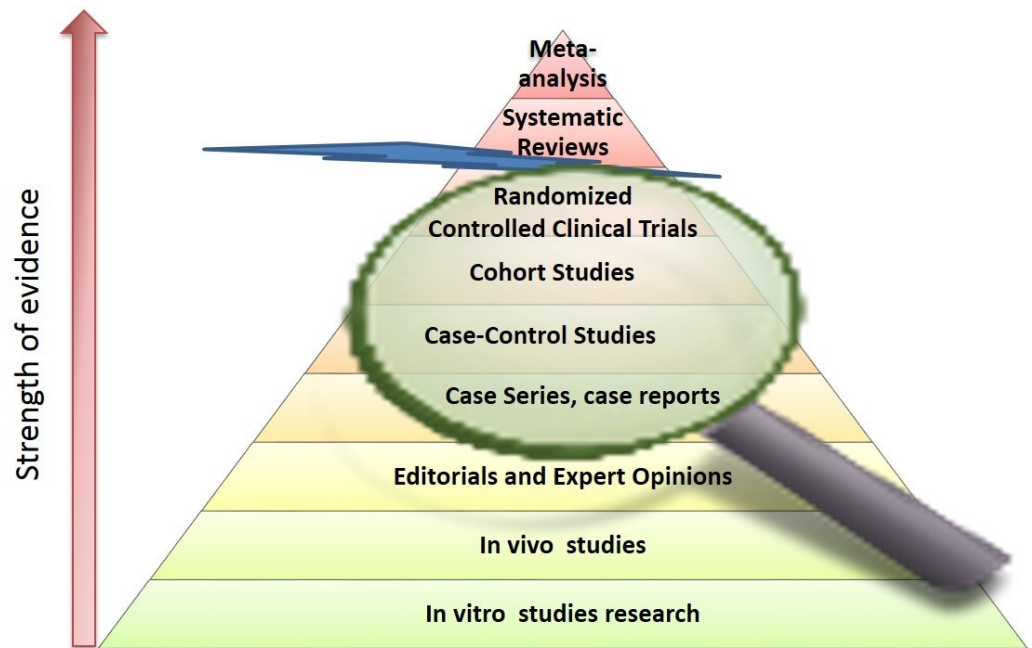 Meta-
analysis
Systematic
Reviews
Randomized
Controlled Clinical Trials
Cohort Studies
Case-Control Studies
Case Series, case reports
Editorials and Expert Opinions
In vivo studies
In vitro studies research
Strength of evidence